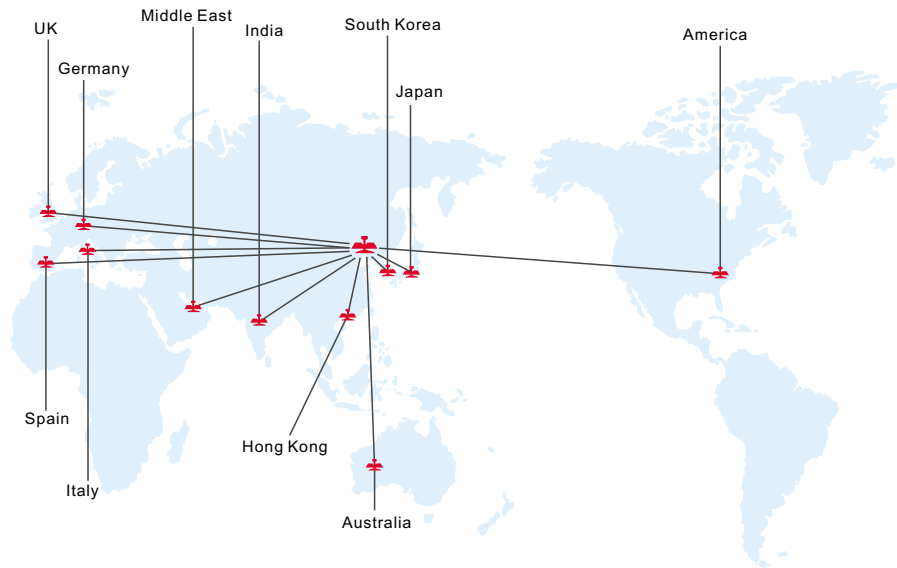 Middle East
UK
India
South Korea
America
Germany
Japan
Spain
Hong Kong
Italy
Australia